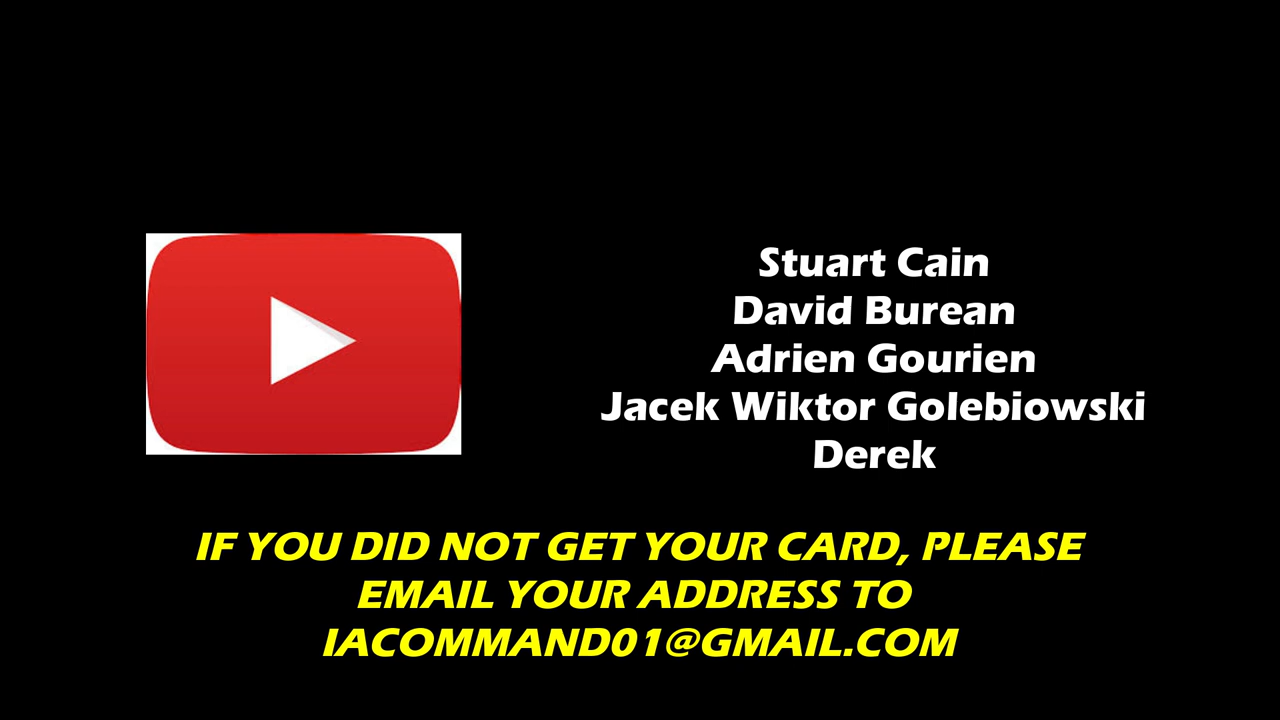 Stuart Cain
David Burean
Adrien Gourien
Jacek Wiktor Golebiowski
Derek
IF YOU DID NOT GET YOUR CARD, PLEASE
EMAIL YOUR ADDRESS TO
IACOMMAND01@GMAIL.COM